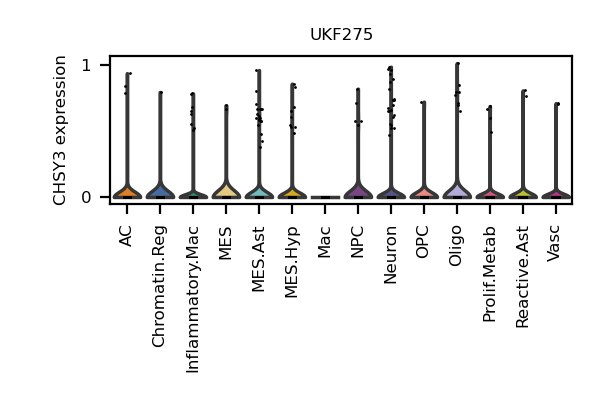 UKF275
CHSY3 expression
1
0
AC
Chromatin.Reg
Inflammatory.Mac
MES
MES.Ast
MES.Hyp
Mac
NPC
Neuron
OPC
Oligo
Prolif.Metab
Reactive.Ast
Vasc